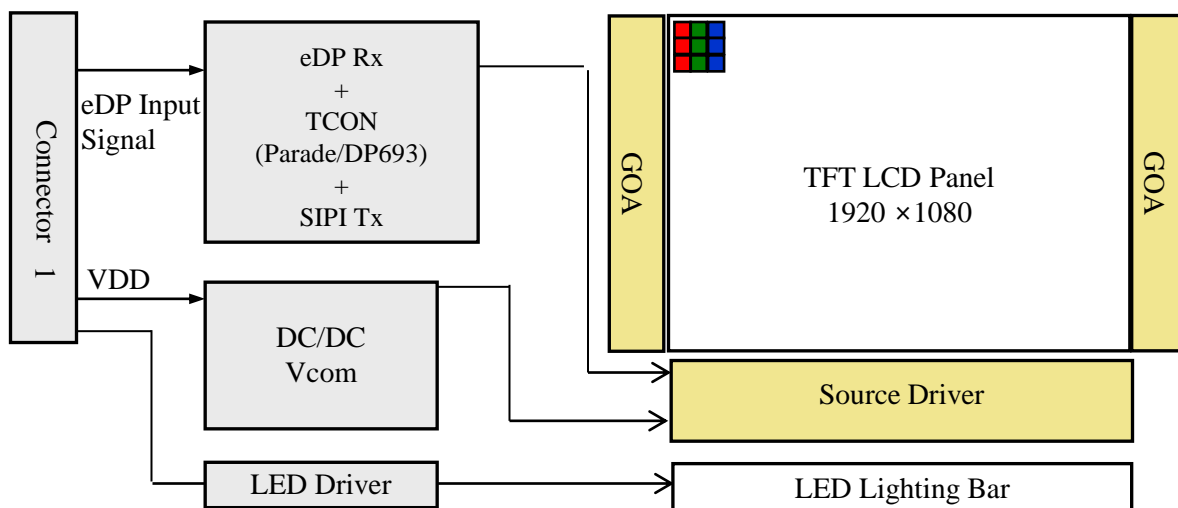 Connector 1
eDP Input
Signal
VDD
eDP Rx
+
TCON
(Parade/DP693)
+
SIPI Tx
DC/DC
Vcom
LED Driver
GOA
TFT LCD Panel
1920 ×1080
GOA
Source Driver
LED Lighting Bar